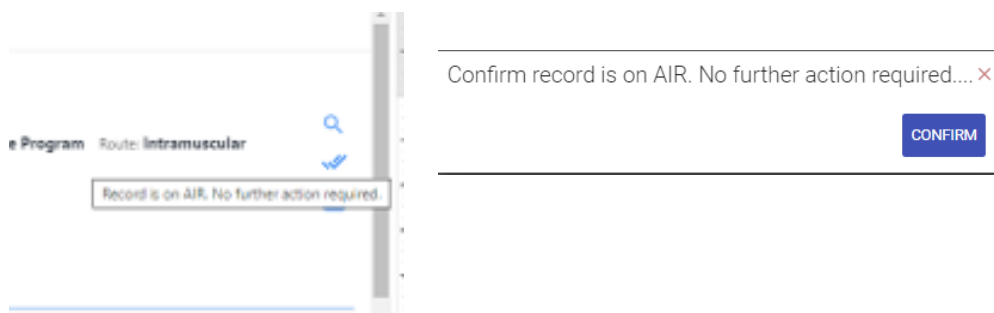 e Program Route: Intramuscular
Record is on AIR. No further action required.
Confirm record is on AIR. No further action required....
CONFIRM